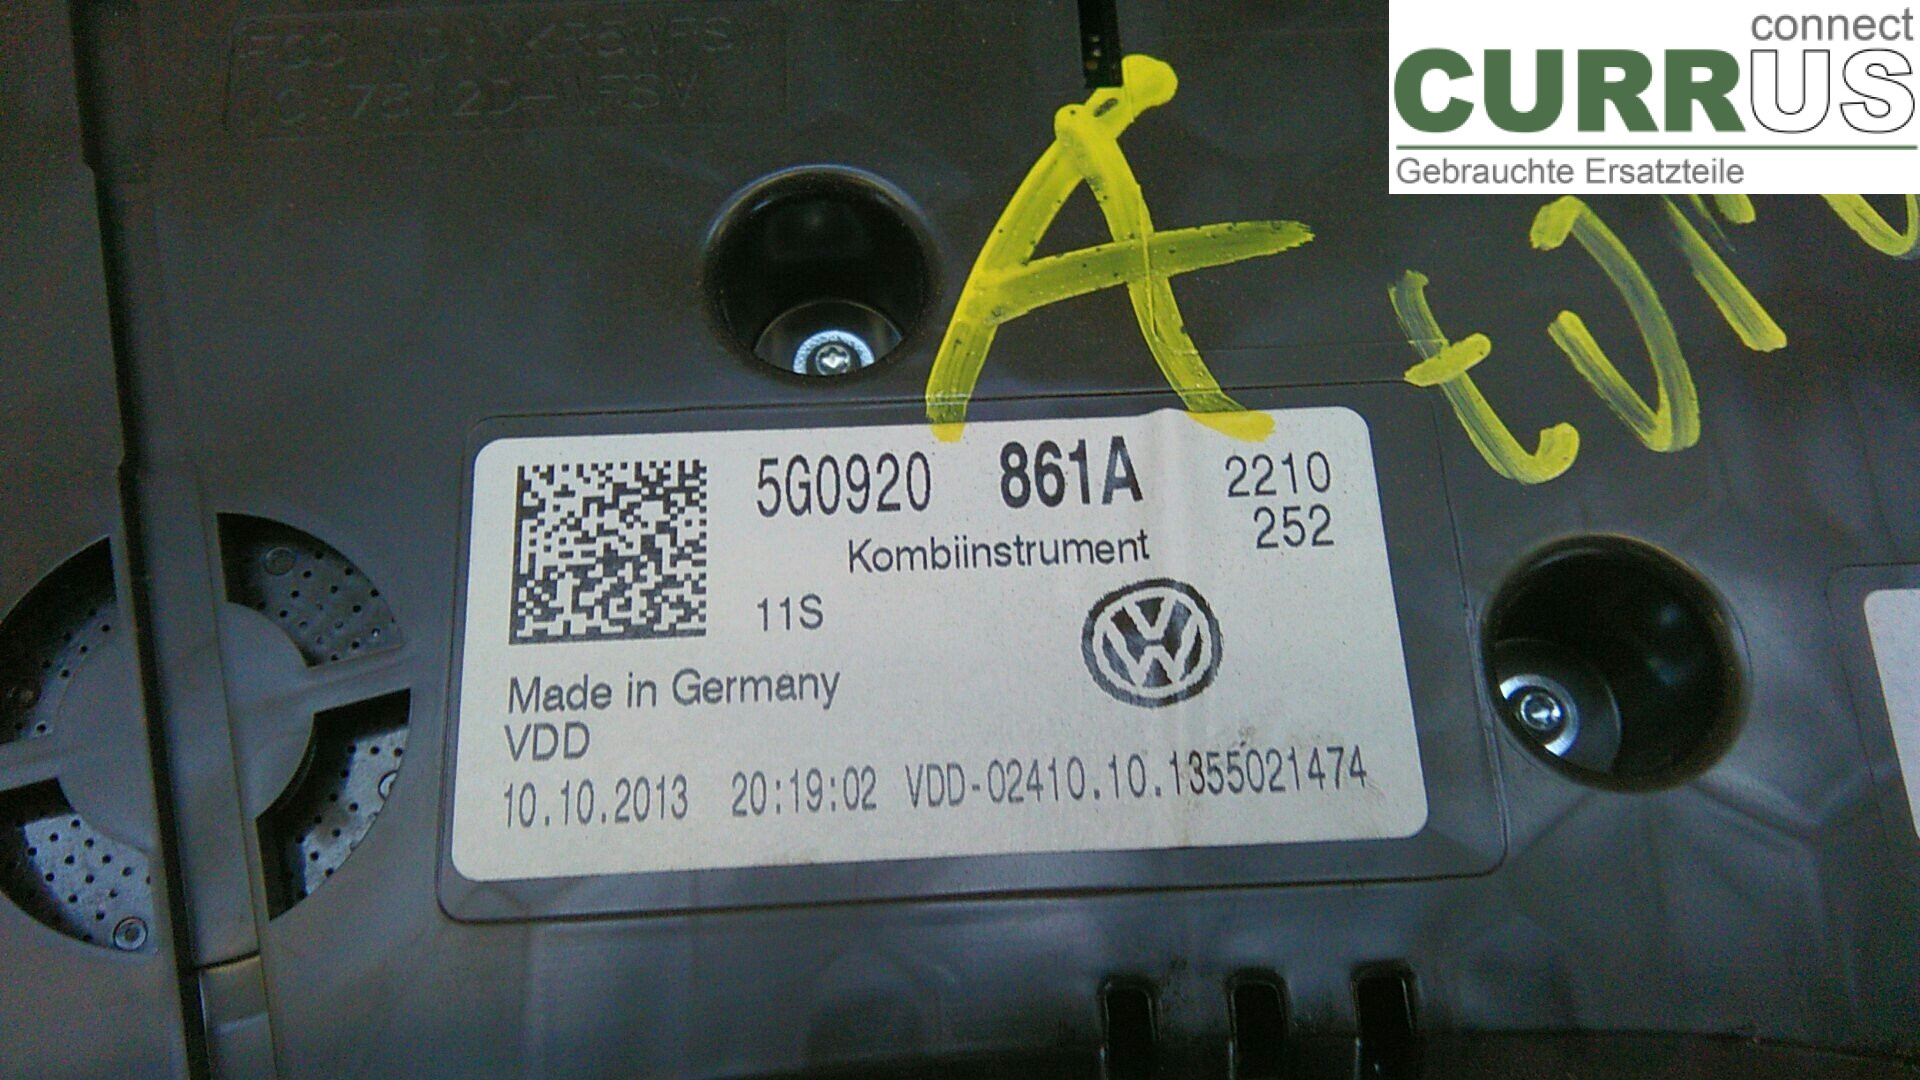 connect
CURRUS
Gebrauchte Ersatzteile
A
5G0920 861A 2210
252
Kombiinstrument
11S
Made in Germany
VDD
10.10.2013 20:19:02 VDD-02410.10.1355021474